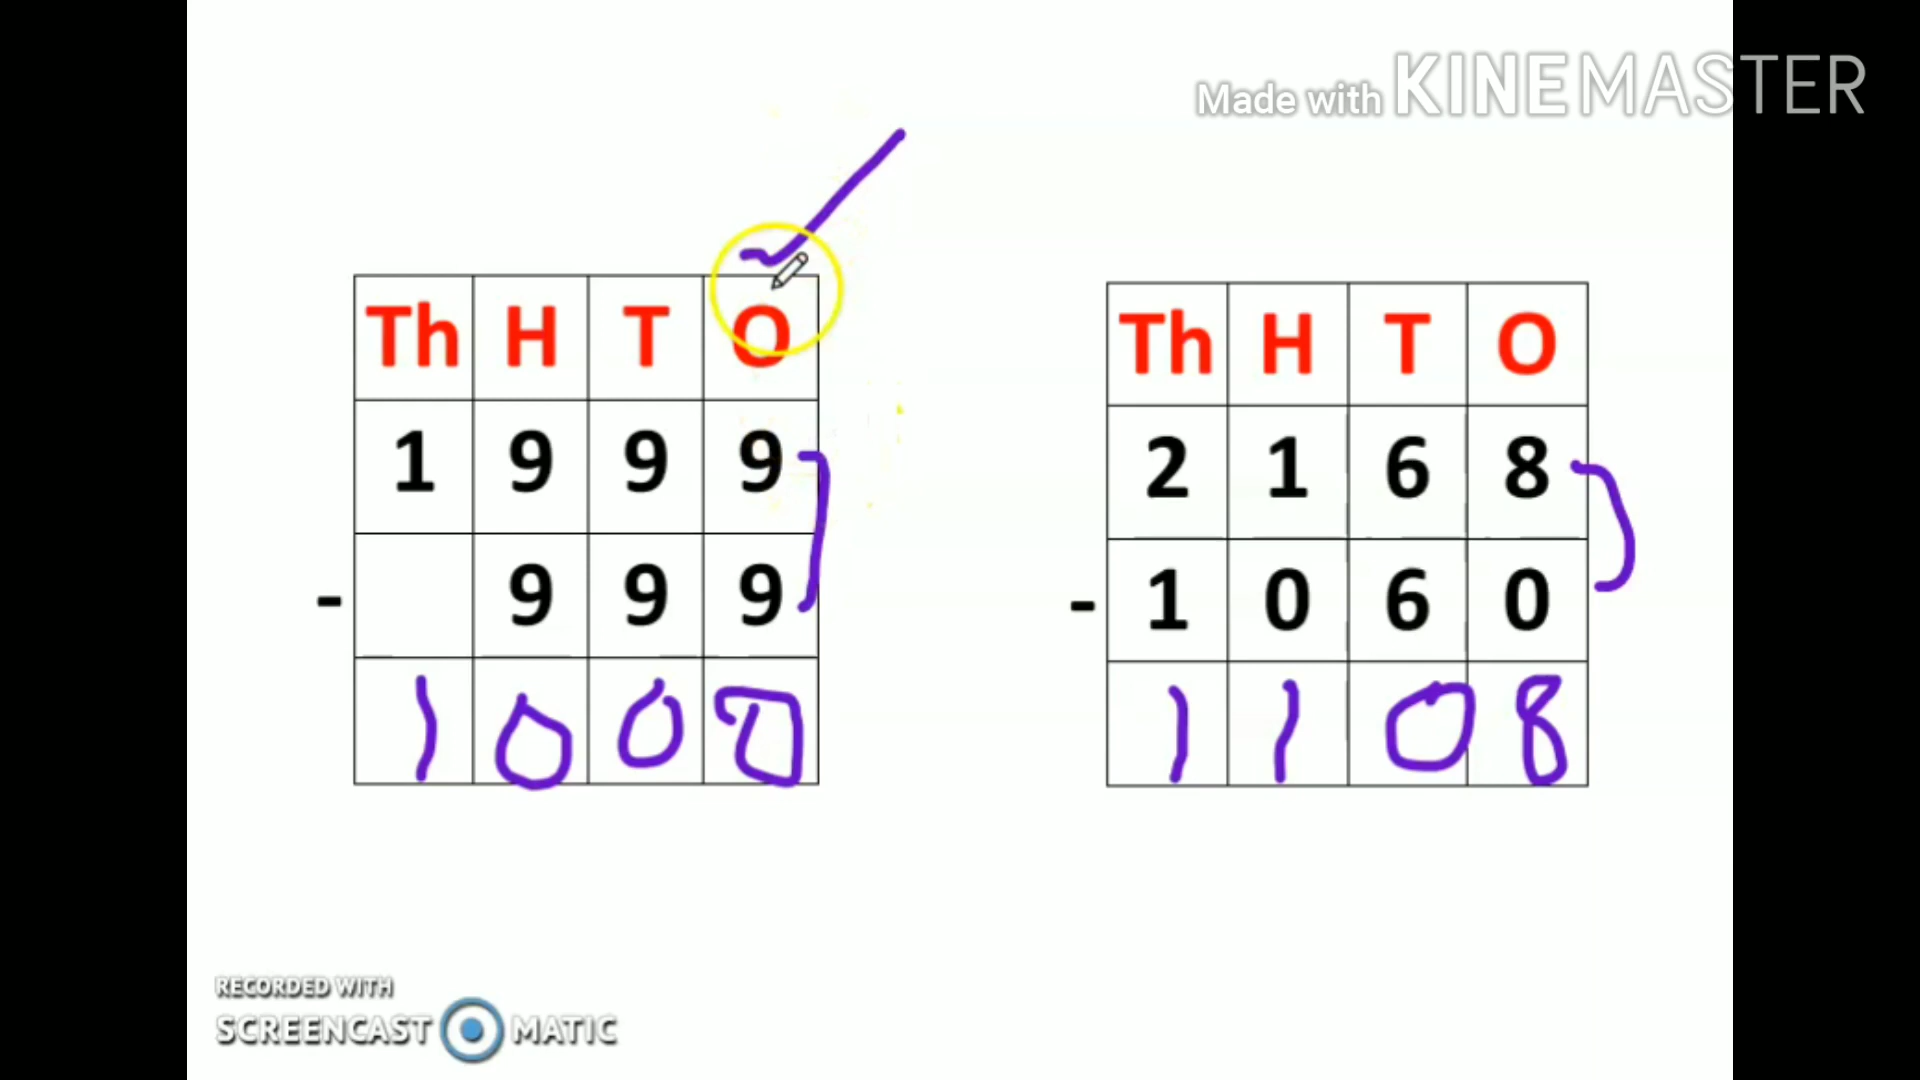 Made with KINEMASTER
Th H T O
1 9 9 9
- 9 9 9
1 0 0 0
Th H T O
2 1 6 8
- 1 0 6 0
1 1 0 8
RECORDED WITH
SCREENCAST MATIC